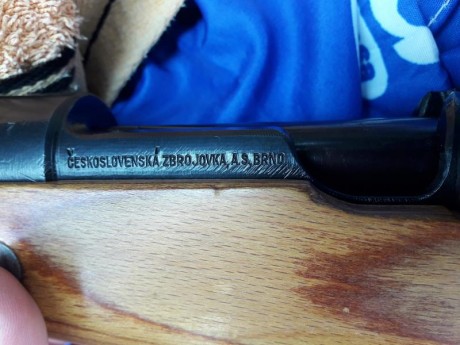 ČESKOSLOVENSKÁ ZBROJOVKA, A.S., BRNO